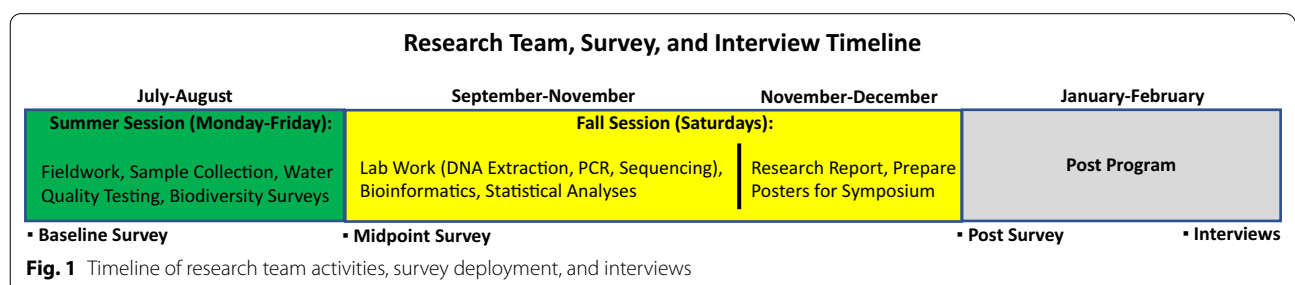 Research Team, Survey, and Interview Timeline
July-August
September-November
November-December
January-February
Summer Session (Monday-Friday):
Fieldwork, Sample Collection, Water
Quality Testing, Biodiversity Surveys
Fall Session (Saturdays):
Lab Work (DNA Extraction, PCR, Sequencing),
Bioinformatics, Statistical Analyses
Research Report, Prepare
Posters for Symposium
Post Program
▪ Baseline Survey
▪ Midpoint Survey
▪ Post Survey
▪ Interviews
Fig. 1 Timeline of research team activities, survey deployment, and interviews